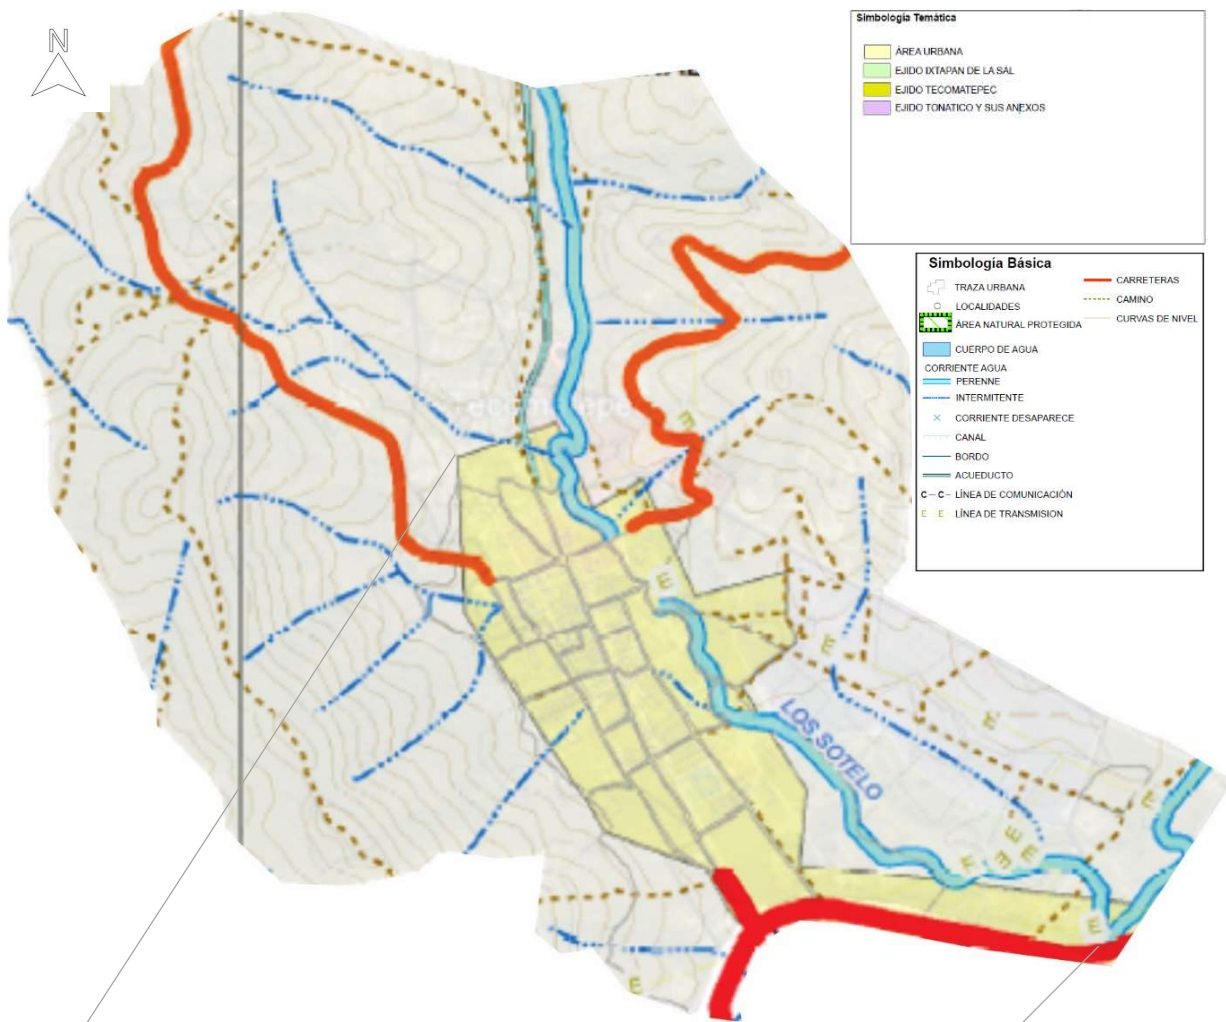 N
Simbología Temática
ÁREA URBANA
EJIDO IXTAPAN DE LA SAL
EJIDO TECOMATEPEC
EJIDO TONATICO Y SUS ANEXOS
Simbología Básica
TRAZA URBANA
LOCALIDADES
ÁREA NATURAL PROTEGIDA
CUERPO DE AGUA
CORRIENTE AGUA
PERENNE
INTERMITENTE
CORRIENTE DESAPARECE
CANAL
BORDO
ACUEDUCTO
C – C – LÍNEA DE COMUNICACIÓN
E E LÍNEA DE TRANSMISION
CARRETERAS
CAMINO
CURVAS DE NIVEL
E
E
E
LOS SOTELO
E
E
E
E
E
E
E
E
E